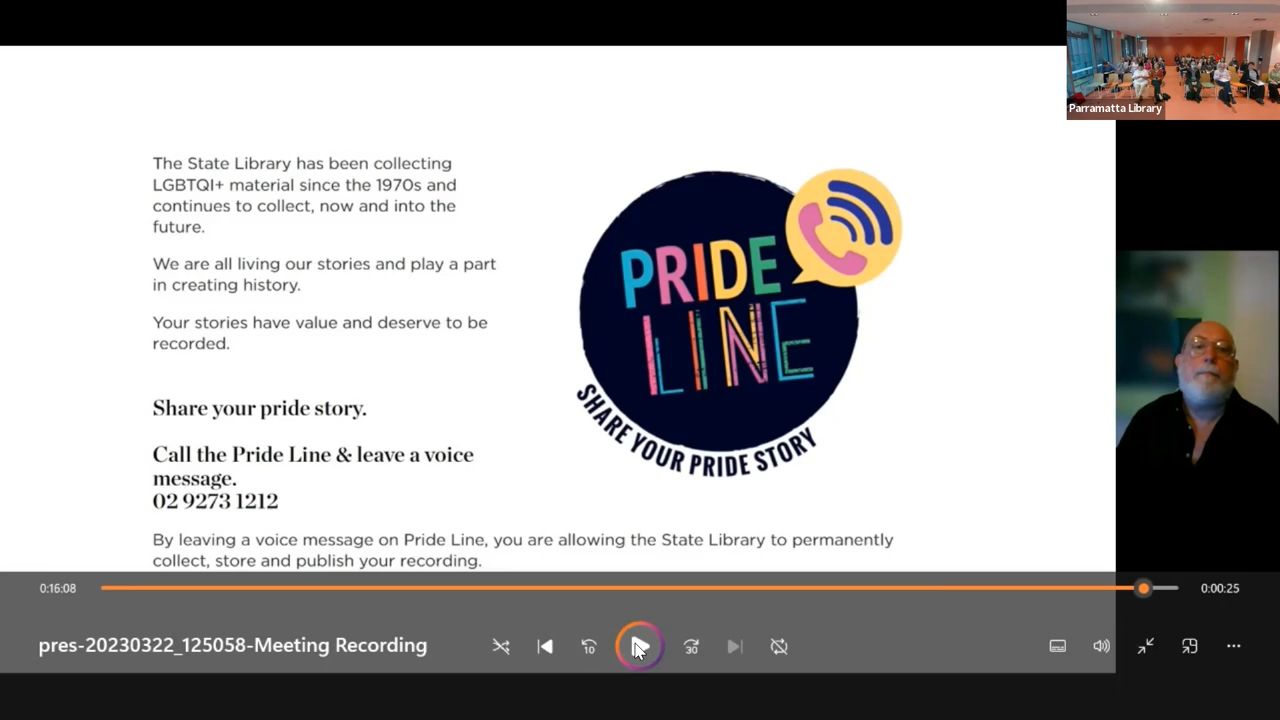 Parramatta Library
The State Library has been collecting
LGBTQI+ material since the 1970s and
continues to collect, now and into the
future.
We are all living our stories and play a part
in creating history.
Your stories have value and deserve to be
recorded.
Share your pride story.
Call the Pride Line & leave a voice
message.
02 9273 1212
By leaving a voice message on Pride Line, you are allowing the State Library to permanently
collect, store and publish your recording.
PRIDE
LINE
SHARE YOUR PRIDE STORY
0:16:08
0:00:25
pres-20230322_125058-Meeting Recording
10
30